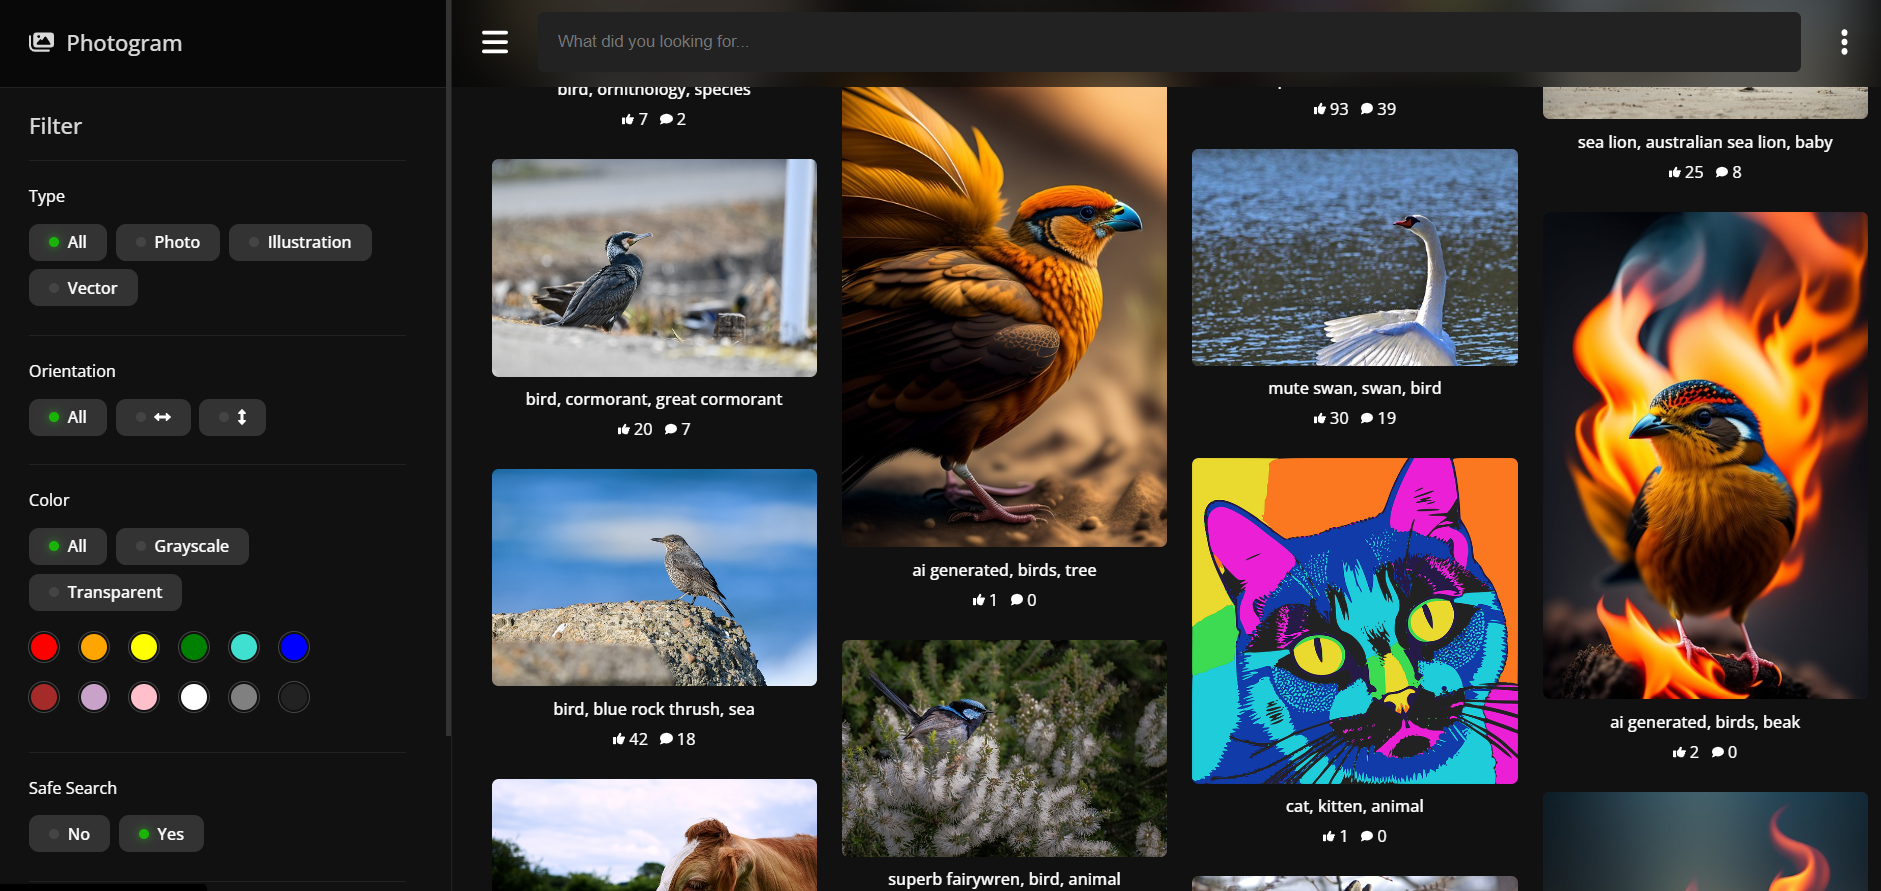 Photogram
What did you looking for...
Filter
Type
All
Photo
Illustration
Vector
Orientation
All
Color
All
Grayscale
Transparent
Safe Search
No
Yes
bird, ornithology, species
7 2
bird, cormorant, great cormorant
20 7
bird, blue rock thrush, sea
42 18
ai generated, birds, tree
1 0
superb fairywren, bird, animal
93 39
mute swan, swan, bird
30 19
cat, kitten, animal
1 0
sea lion, australian sea lion, baby
25 8
ai generated, birds, beak
2 0